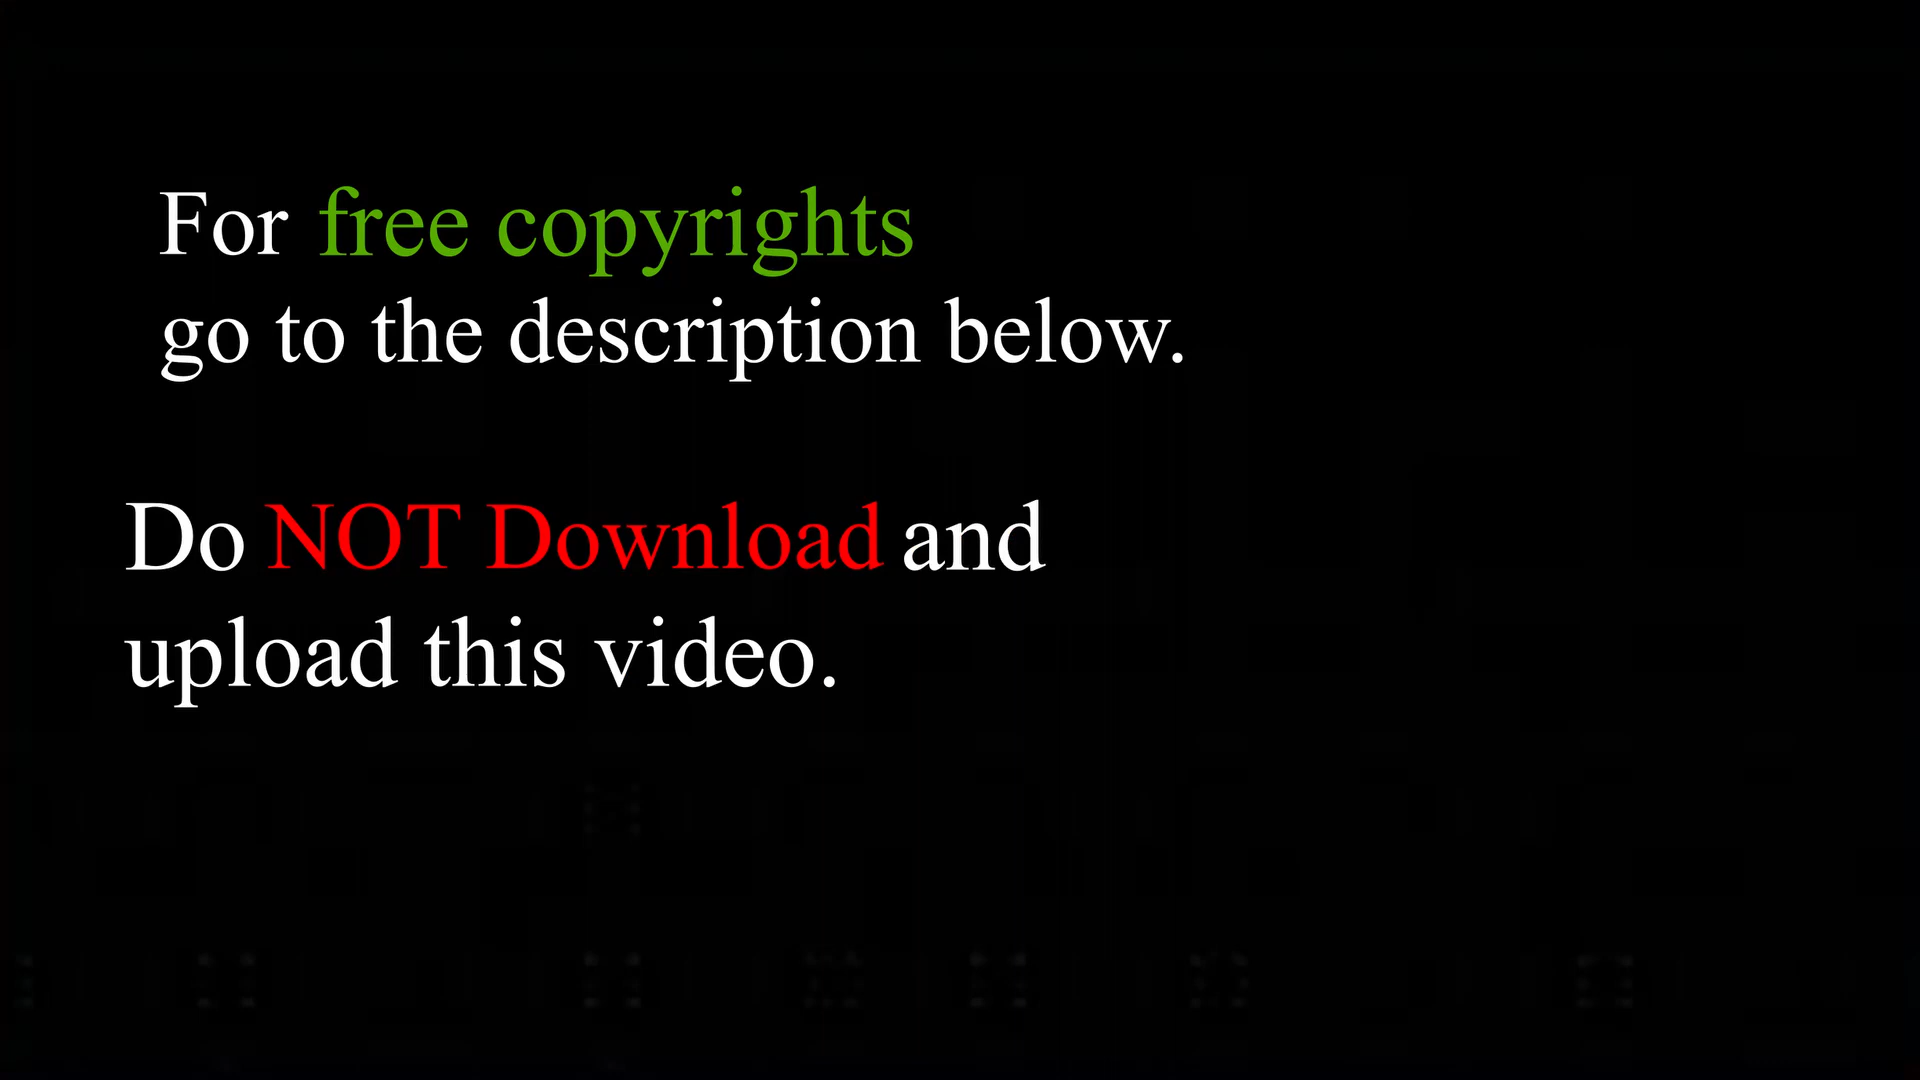 For free copyrights
go to the description below.
Do NOT Download and
upload this video.